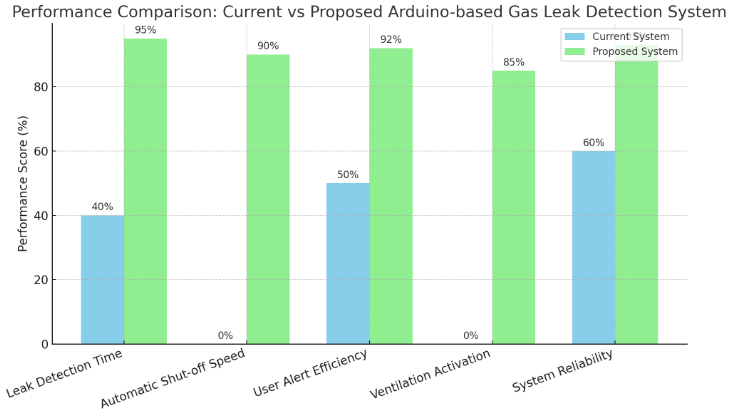 Performance Comparison: Current vs Proposed Arduino-based Gas Leak Detection System
Current System
Proposed System
95%
90%
92%
85%
40%
0%
50%
0%
60%
Performance Score (%)
80
60
40
20
0
Leak Detection Time
Automatic Shut-off Speed
User Alert Efficiency
Ventilation Activation
System Reliability